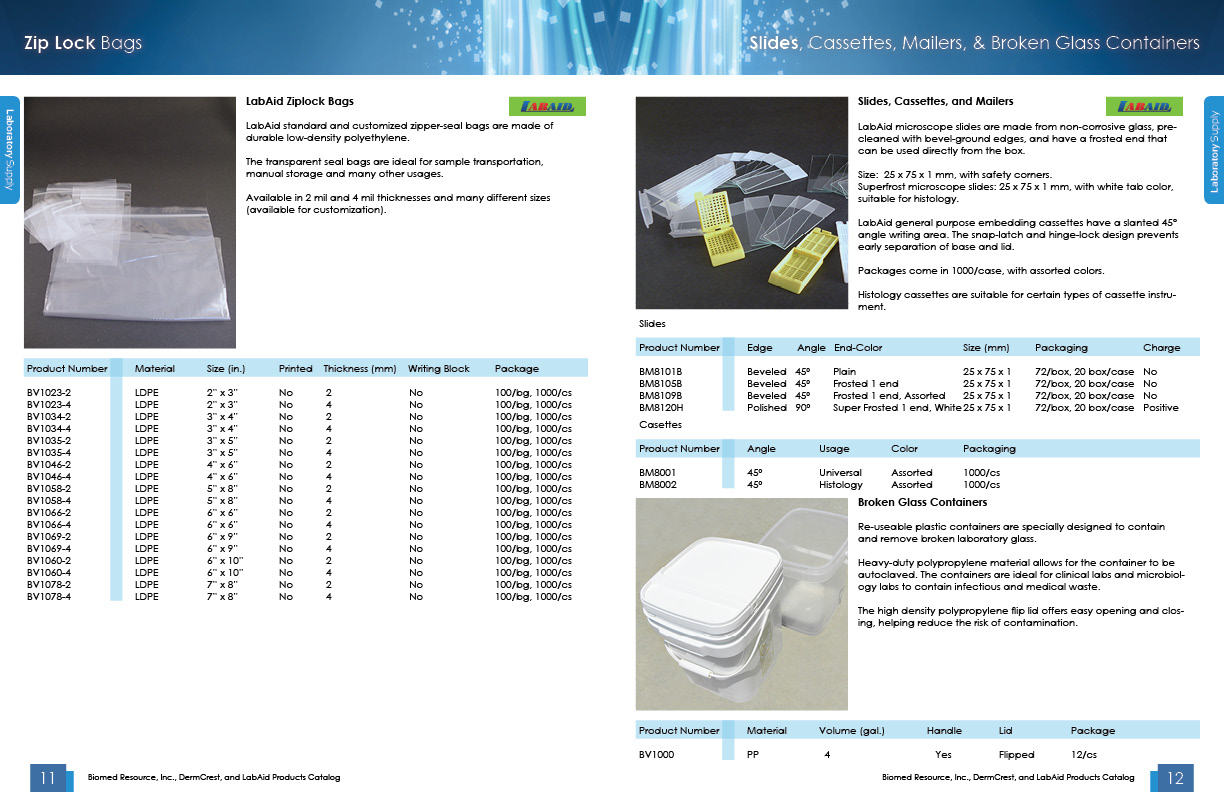 Zip Lock Bags
Laboratory Supply
LabAid Ziplock Bags
LABAID
LabAid standard and customized zipper-seal bags are made of
durable low-density polyethylene.
The transparent seal bags are ideal for sample transportation,
manual storage and many other usages.
Available in 2 mil and 4 mil thicknesses and many different sizes
(available for customization).
Product Number Material Size (in.) Printed Thickness (mm) Writing Block Package
BV1023-2 LDPE 2" x 3" No 2 No 100/bg, 1000/cs
BV1023-4 LDPE 2" x 3" No 4 No 100/bg, 1000/cs
BV1034-2 LDPE 3" x 4" No 2 No 100/bg, 1000/cs
BV1034-4 LDPE 3" x 4" No 4 No 100/bg, 1000/cs
BV1035-2 LDPE 3" x 5" No 2 No 100/bg, 1000/cs
BV1035-4 LDPE 3" x 5" No 4 No 100/bg, 1000/cs
BV1046-2 LDPE 4" x 6" No 2 No 100/bg, 1000/cs
BV1046-4 LDPE 4" x 6" No 4 No 100/bg, 1000/cs
BV1058-2 LDPE 5" x 8" No 2 No 100/bg, 1000/cs
BV1058-4 LDPE 5" x 8" No 4 No 100/bg, 1000/cs
BV1066-2 LDPE 6" x 6" No 2 No 100/bg, 1000/cs
BV1066-4 LDPE 6" x 6" No 4 No 100/bg, 1000/cs
BV1069-2 LDPE 6" x 9" No 2 No 100/bg, 1000/cs
BV1069-4 LDPE 6" x 9" No 4 No 100/bg, 1000/cs
BV1060-2 LDPE 6" x 10" No 2 No 100/bg, 1000/cs
BV1060-4 LDPE 6" x 10" No 4 No 100/bg, 1000/cs
BV1078-2 LDPE 7" x 8" No 2 No 100/bg, 1000/cs
BV1078-4 LDPE 7" x 8" No 4 No 100/bg, 1000/cs
11 Biomed Resource, Inc., DermCrest, and LabAid Products Catalog
Slides, Cassettes, Mailers, & Broken Glass Containers
Laboratory Supply
Slides, Cassettes, and Mailers
LABAID
LabAid microscope slides are made from non-corrosive glass, pre-
cleaned with bevel-ground edges, and have a frosted end that
can be used directly from the box.
Size: 25 x 75 x 1 mm, with safety corners.
Superfrost microscope slides: 25 x 75 x 1 mm, with white tab color,
suitable for histology.
LabAid general purpose embedding cassettes have a slanted 45º
angle writing area. The snap-latch and hinge-lock design prevents
early separation of base and lid.
Packages come in 1000/case, with assorted colors.
Histology cassettes are suitable for certain types of cassette instru-
ment.
Slides
Product Number Edge Angle End-Color Size (mm) Packaging Charge
BM8101B Beveled 45º Plain 25 x 75 x 1 72/box, 20 box/case No
BM8105B Beveled 45º Frosted 1 end 25 x 75 x 1 72/box, 20 box/case No
BM8109B Beveled 45º Frosted 1 end, Assorted 25 x 75 x 1 72/box, 20 box/case No
BM8120H Polished 90º Super Frosted 1 end, White 25 x 75 x 1 72/box, 20 box/case Positive
Casettes
Product Number Angle Usage Color Packaging
BM8001 45º Universal Assorted 1000/cs
BM8002 45º Histology Assorted 1000/cs
Broken Glass Containers
Re-useable plastic containers are specially designed to contain
and remove broken laboratory glass.
Heavy-duty polypropylene material allows for the container to be
autoclaved. The containers are ideal for clinical labs and microbiol-
ogy labs to contain infectious and medical waste.
The high density polypropylene flip lid offers easy opening and clos-
ing, helping reduce the risk of contamination.
Product Number Material Volume (gal.) Handle Lid Package
BV1000 PP 4 Yes Flipped 12/cs
Biomed Resource, Inc., DermCrest, and LabAid Products Catalog 12